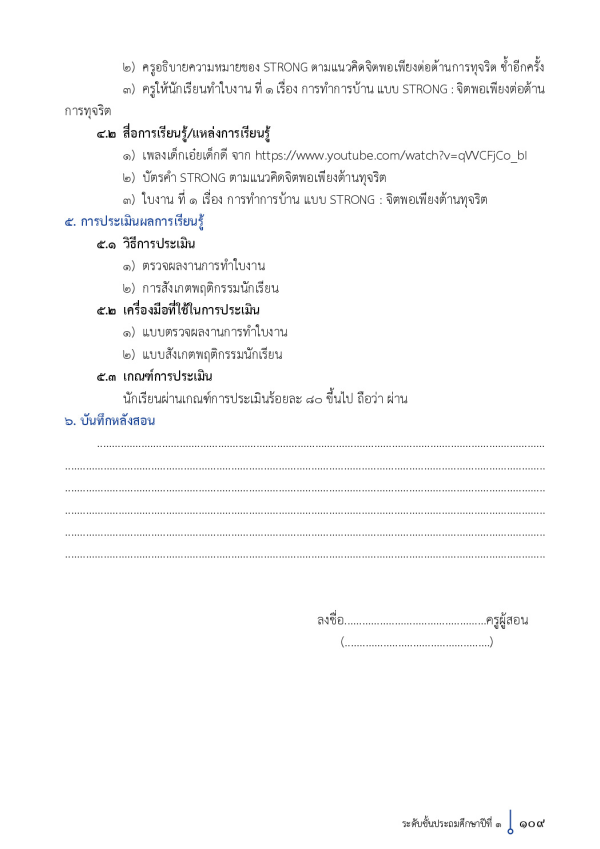 ๒) ครูอธิบายความหมายของ STRONG ตามแนวคิดจิตพอเพียงต่อต้านการทุจริต ซ้ำอีกครั้ง
๓) ครูให้นักเรียนทำใบงาน ที่ ๑ เรื่อง การทำการบ้าน แบบ STRONG : จิตพอเพียงต่อต้าน
การทุจริต
๔.๒ สื่อการเรียนรู้/แหล่งการเรียนรู้
๑) เพลงเด็กเอ๋ยเด็กดี จาก https://www.youtube.com/watch?v=qWCFjCo_bI
๒) บัตรคำ STRONG ตามแนวคิดจิตพอเพียงต้านทุจริต
๓) ใบงาน ที่ ๑ เรื่อง การทำการบ้าน แบบ STRONG : จิตพอเพียงต้านทุจริต
๕. การประเมินผลการเรียนรู้
๕.๑ วิธีการประเมิน
๑) ตรวจผลงานการทำใบงาน
๒) การสังเกตพฤติกรรมนักเรียน
๕.๒ เครื่องมือที่ใช้ในการประเมิน
๑) แบบตรวจผลงานการทำใบงาน
๒) แบบสังเกตพฤติกรรมนักเรียน
๕.๓ เกณฑ์การประเมิน
นักเรียนผ่านเกณฑ์การประเมินร้อยละ ๘๐ ขึ้นไป ถือว่า ผ่าน
๖. บันทึกหลังสอน
ลงชื่อ................................................ครูผู้สอน
(.................................................)
ระดับชั้นประถมศึกษาปีที่ ๑ ๑๐๙